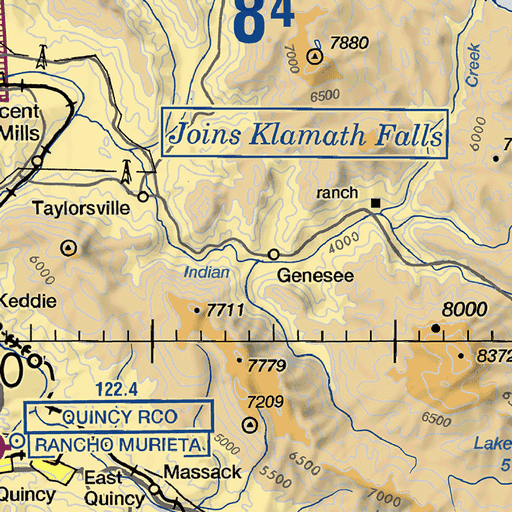 8⁴
7880
7000
6500
Creek
6000
cent
Mills
Joins Klamath Falls
7
ranch
Taylorsville
4000
6000
Indian
Genesee
Keddie
7711
8000
7779
8372
0
122.4
7209
QUINCY RCO
6500
RANCHO MURIETA
5000
6500
Lake
5
Massack
5500
East
Quincy
Quincy
7000